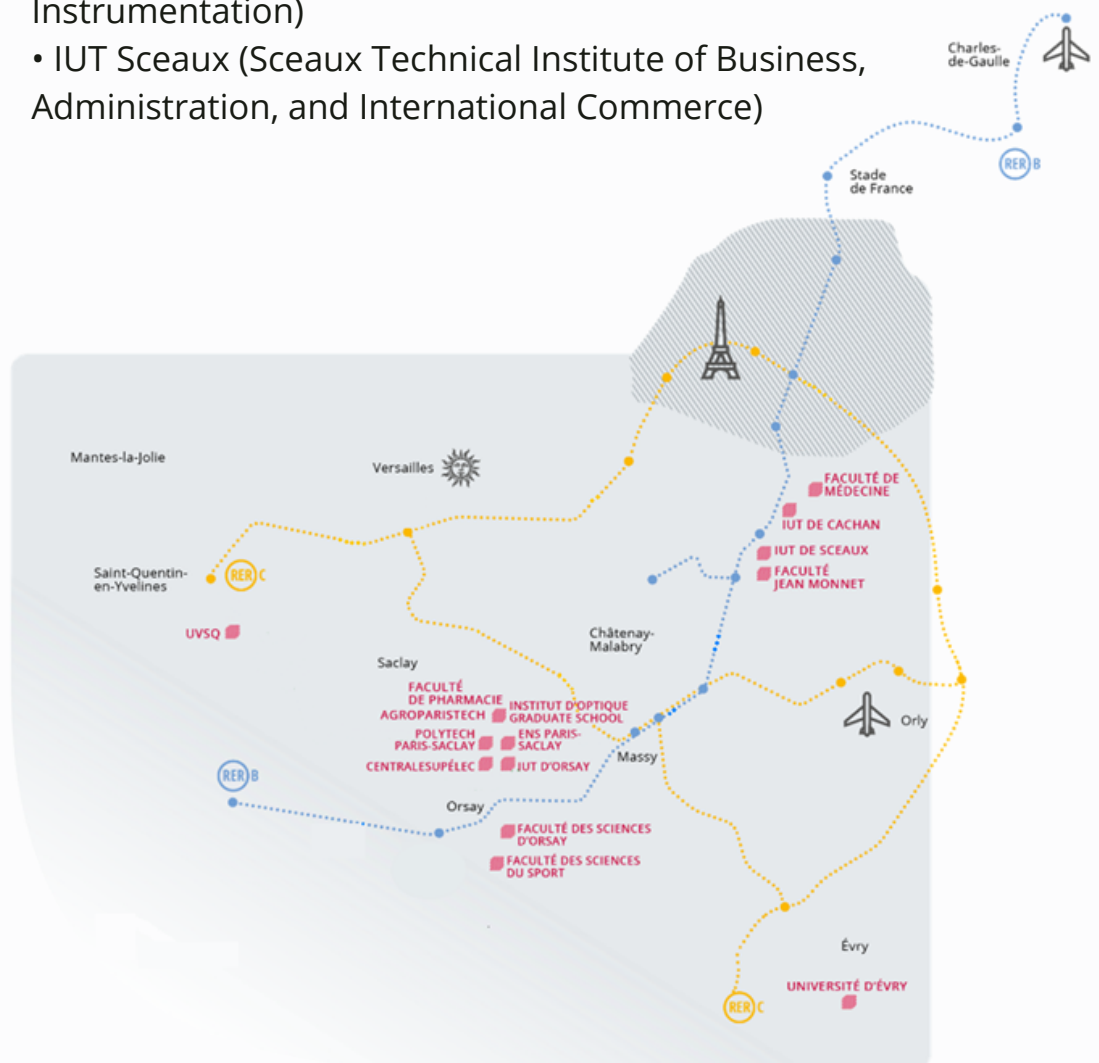 Instrumentation)
• IUT Sceaux (Sceaux Technical Institute of Business,
Administration, and International Commerce)
Charles-
de-Gaulle
RER B
Stade
de France
Mantes-la-Jolie
Versailles
FACULTÉ DE
MÉDECINE
IUT DE CACHAN
IUT DE SCEAUX
FACULTÉ
JEAN MONNET
Saint-Quentin-
en-Yvelines
RER C
UVSQ
Châtenay-
Malabry
Saclay
FACULTÉ
DE PHARMACIE
AGROPARISTECH
INSTITUT D'OPTIQUE
GRADUATE SCHOOL
POLYTECH
PARIS-SACLAY
ENS PARIS-
SACLAY
CENTRALESUPÉLEC
IUT D'ORSAY
Orly
Massy
RER B
Orsay
FACULTÉ DES SCIENCES
D'ORSAY
FACULTÉ DES SCIENCES
DU SPORT
Évry
UNIVERSITÉ D'ÉVRY
RER C